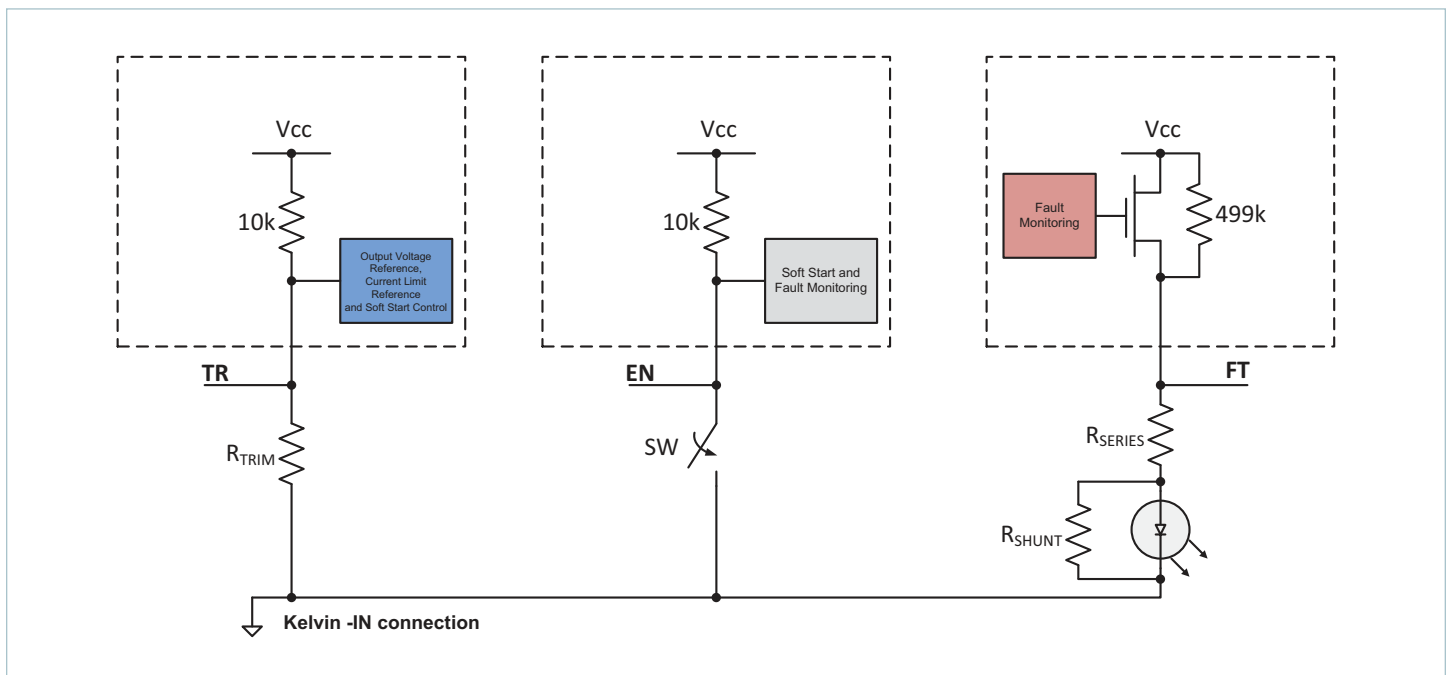 Vcc
10k
Output Voltage
Reference,
Current Limit
Reference
and Soft Start Control
TR
RTRIM
Vcc
10k
Soft Start and
Fault Monitoring
EN
SW
Vcc
Fault
Monitoring
499k
FT
RSERIES
RSHUNT
Kelvin -IN connection